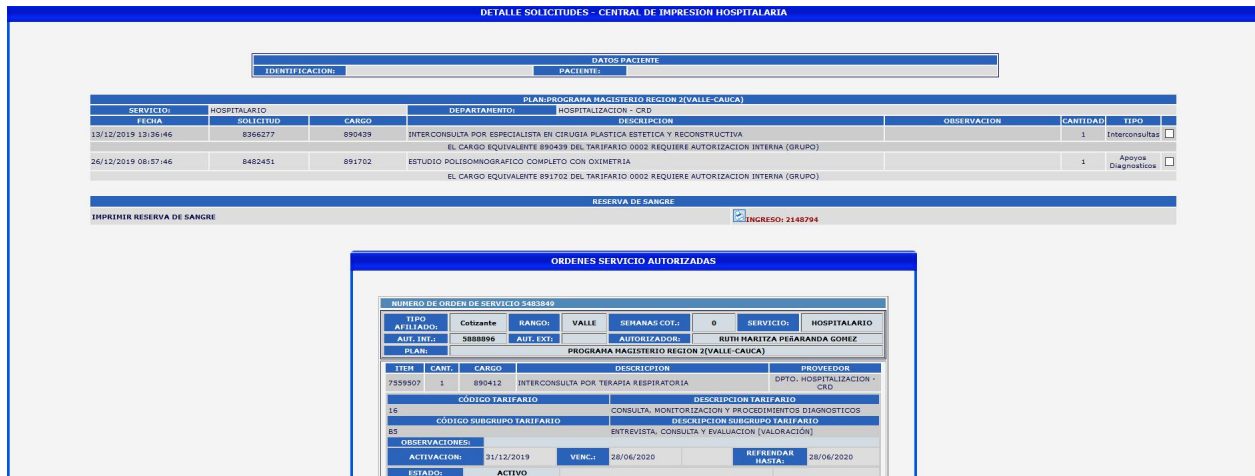 DETALLE SOLICITUDES - CENTRAL DE IMPRESION HOSPITALARIA
DATOS PACIENTE
IDENTIFICACION: PACIENTE:
PLAN:PROGRAMA MAGISTERIO REGION 2(VALLE-CAUCA)
SERVICIO: HOSPITALARIO DEPARTAMENTO: HOSPITALIZACION - CRD
FECHA SOLICITUD CARGO DESCRIPCION OBSERVACION CANTIDAD TIPO
13/12/2019 13:36:46 8366277 890439 INTERCONSULTA POR ESPECIALISTA EN CIRUGIA PLASTICA ESTETICA Y RECONSTRUCTIVA 1 Interconsultas
EL CARGO EQUIVALENTE 890439 DEL TARIFARIO 0002 REQUIERE AUTORIZACION INTERNA (GRUPO)
26/12/2019 08:57:46 8482451 891702 ESTUDIO POLISOMNOGRAFICO COMPLETO CON OXIMETRIA 1 Apoyos Diagnosticos
EL CARGO EQUIVALENTE 891702 DEL TARIFARIO 0002 REQUIERE AUTORIZACION INTERNA (GRUPO)
RESERVA DE SANGRE
IMPRIMIR RESERVA DE SANGRE INGRESO: 2148794
ORDENES SERVICIO AUTORIZADAS
NUMERO DE ORDEN DE SERVICIO 5483849
TIPO AFILIADO: Cotizante RANGO: VALLE SEMANAS COT.: 0 SERVICIO: HOSPITALARIO
AUT. INT.: 5888896 AUT. EXT: AUTORIZADOR: RUTH MARITZA PEñARANDA GOMEZ
PLAN: PROGRAMA MAGISTERIO REGION 2(VALLE-CAUCA)
ITEM CANT. CARGO DESCRICPION PROVEEDOR
7559507 1 890412 INTERCONSULTA POR TERAPIA RESPIRATORIA DPTO. HOSPITALIZACION - CRD
CÓDIGO TARIFARIO DESCRIPCION TARIFARIO
16 CONSULTA, MONITORIZACION Y PROCEDIMIENTOS DIAGNOSTICOS
CÓDIGO SUBGRUPO TARIFARIO DESCRIPCION SUBGRUPO TARIFARIO
B5 ENTREVISTA, CONSULTA Y EVALUACION [VALORACIÓN]
OBSERVACIONES:
ACTIVACION: 31/12/2019 VENC.: 28/06/2020 REFRENDAR HASTA: 28/06/2020
ESTADO: ACTIVO